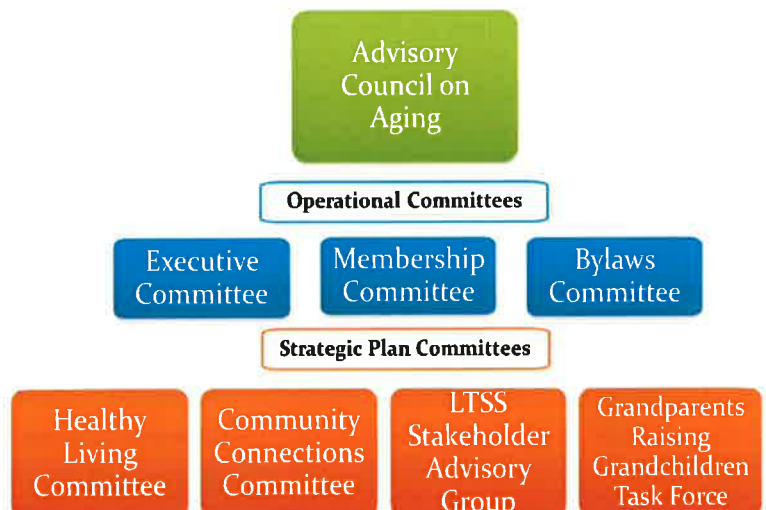 Advisory
Council on
Aging
Operational Committees
Executive
Committee
Membership
Committee
Bylaws
Committee
Strategic Plan Committees
Healthy
Living
Committee
Community
Connections
Committee
LTSS
Stakeholder
Advisory
Group
Grandparents
Raising
Grandchildren
Task Force